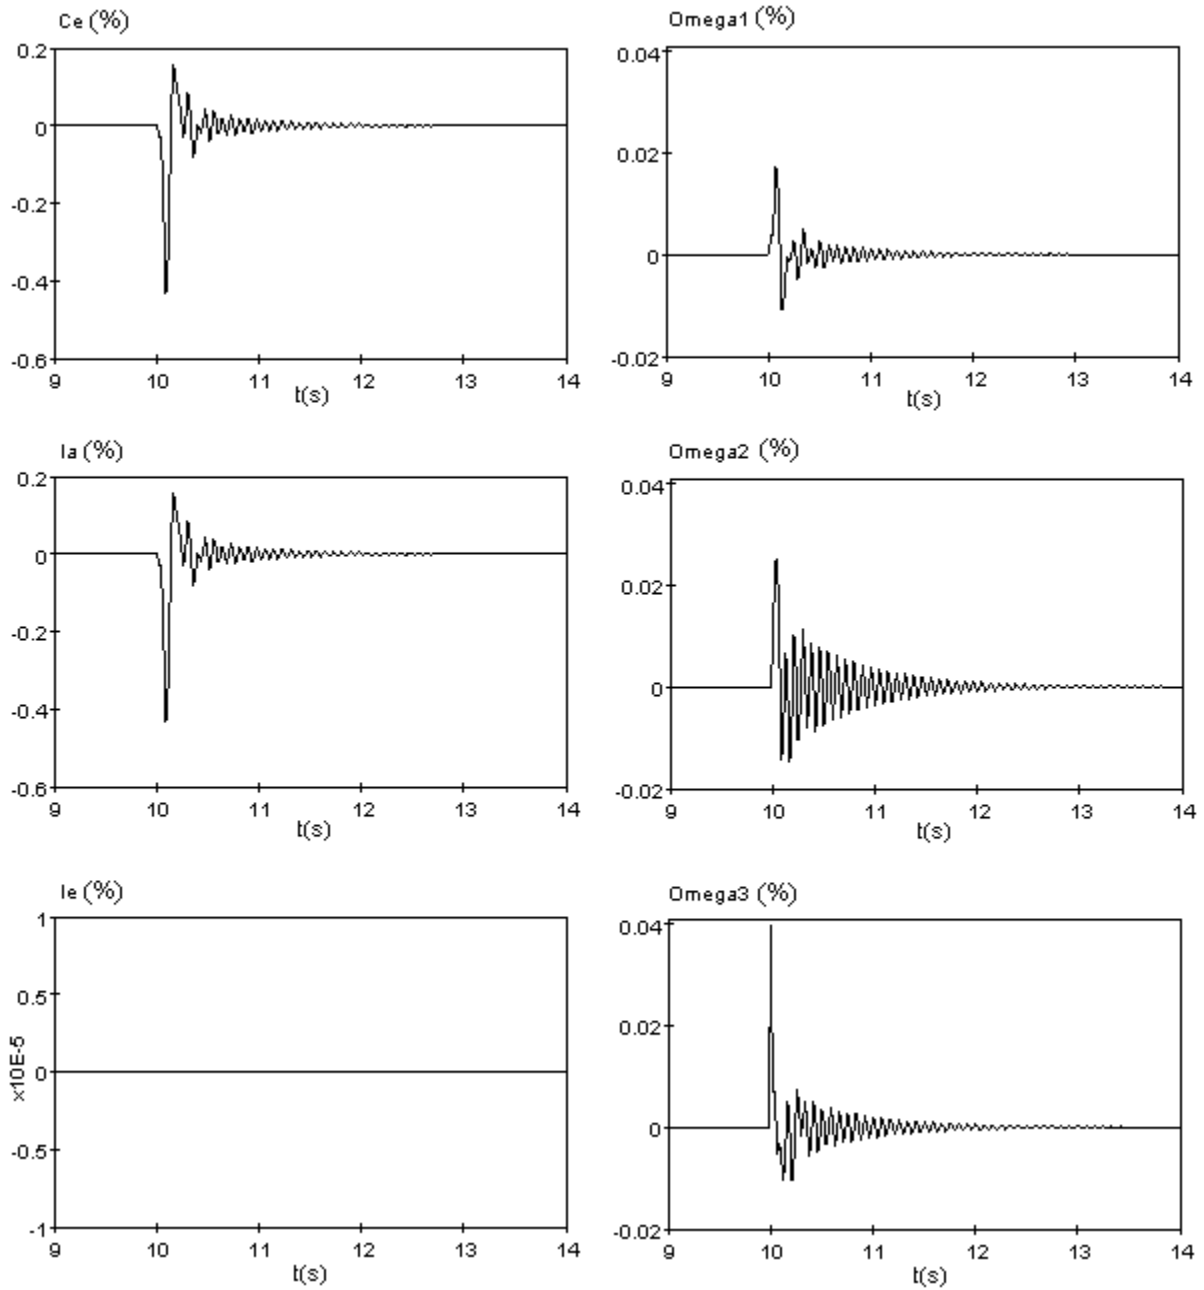 Ce (%)
0.2
0
-0.2
-0.4
-0.6
9 10 11 12 13 14
t(s)
Omega1 (%)
0.04
0.02
0
-0.02
9 10 11 12 13 14
t(s)
Ia (%)
0.2
0
-0.2
-0.4
-0.6
9 10 11 12 13 14
t(s)
Omega2 (%)
0.04
0.02
0
-0.02
9 10 11 12 13 14
t(s)
Ie (%)
1
0.5
0
-0.5
-1
x10E-5
9 10 11 12 13 14
t(s)
Omega3 (%)
0.04
0.02
0
-0.02
9 10 11 12 13 14
t(s)